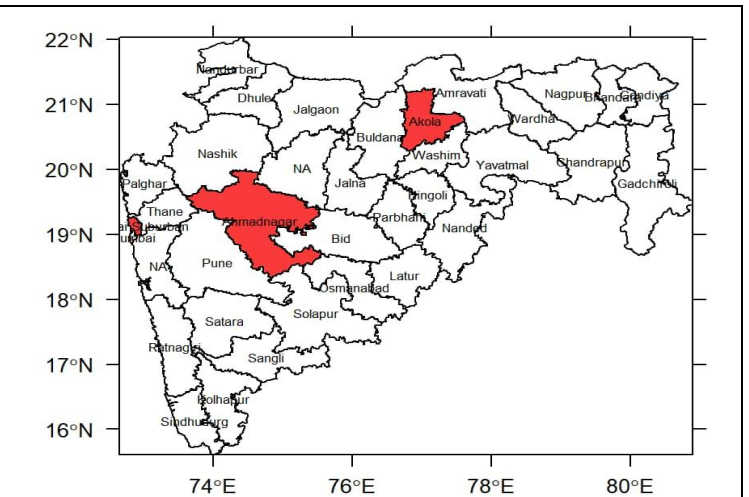 22°N
Nandurbar
21°N
Dhule
Jalgaon
Amravati
Nagpur
Bhandara
Gondiya
Akola
Wardha
Buldana
20°N
Nashik
Washim
Yavatmal
Chandrapur
NA
Palghar
Jalna
Hingoli
Gadchiroli
Thane
Ahmadnagar
Parbhani
Suburban
Nanded
19°N
Mumbai
Bid
NA
Pune
Latur
18°N
Osmanabad
Satara
Solapur
Ratnagiri
17°N
Sangli
Kolhapur
16°N
Sindhudurg
74°E
76°E
78°E
80°E